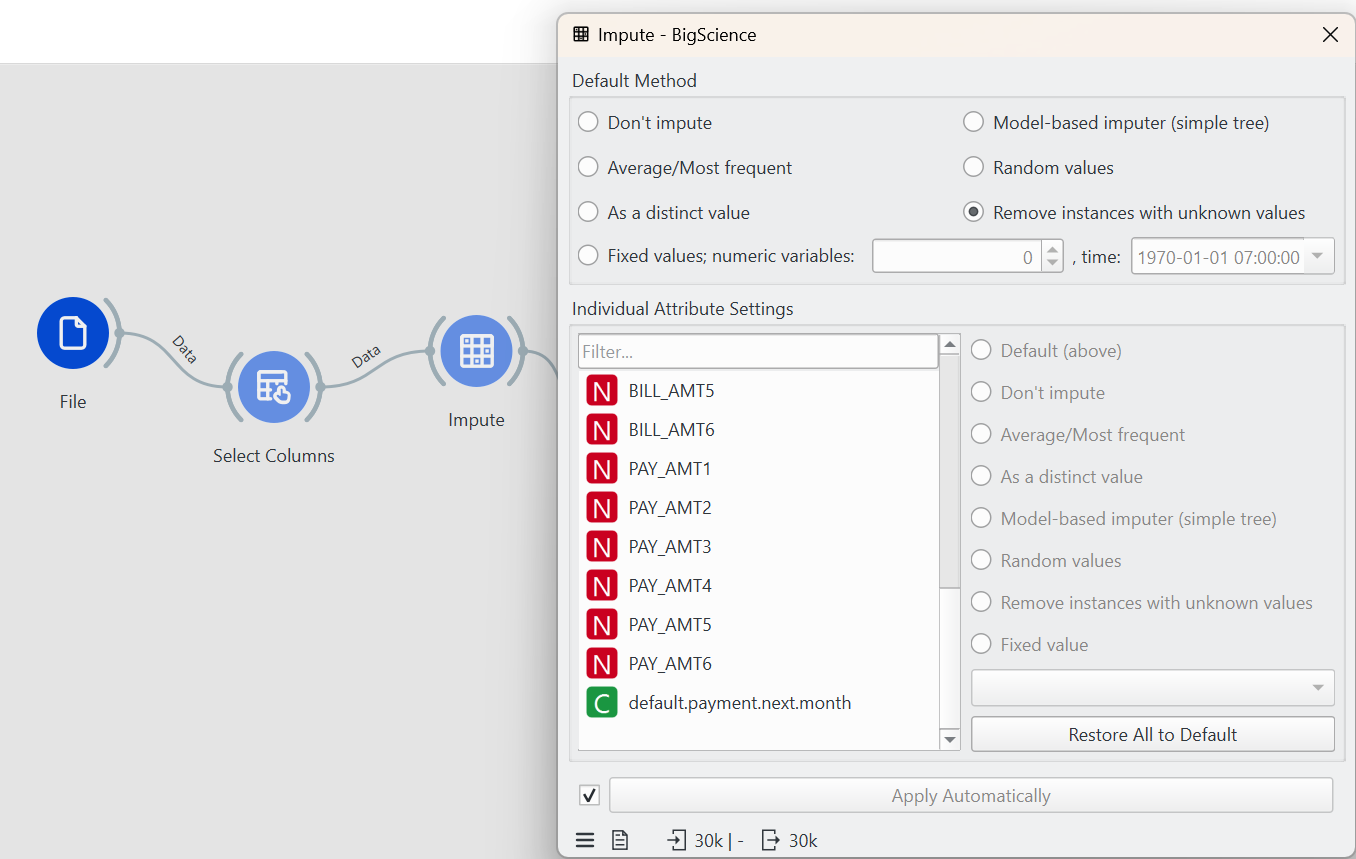 Impute - BigScience
Default Method
Don't impute
Model-based imputer (simple tree)
Average/Most frequent
Random values
As a distinct value
Remove instances with unknown values
Fixed values; numeric variables: 0 , time: 1970-01-01 07:00:00
Individual Attribute Settings
Filter...
N BILL_AMT5
N BILL_AMT6
N PAY_AMT1
N PAY_AMT2
N PAY_AMT3
N PAY_AMT4
N PAY_AMT5
N PAY_AMT6
C default.payment.next.month
Default (above)
Don't impute
Average/Most frequent
As a distinct value
Model-based imputer (simple tree)
Random values
Remove instances with unknown values
Fixed value
Restore All to Default
Apply Automatically
30k | - 30k
File
Data
Select Columns
Data
Impute